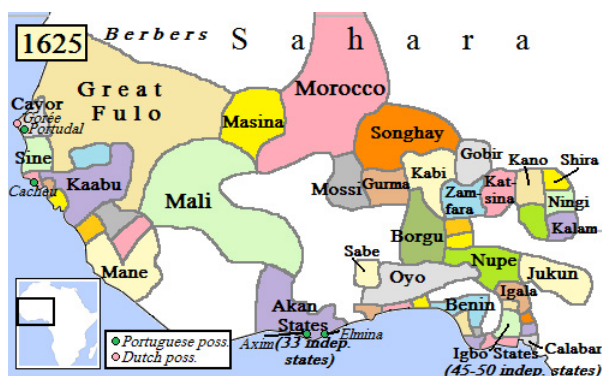 1625
Berbers
Sahara
Great
Fulo
Morocco
Cayor
Gorée
Portudal
Masina
Songhay
Gobir
Kano
Shira
Sine
Cacheu
Kaabu
Mali
Mossi
Gurma
Kabi
Zam-
fara
Kat-
sina
Ningi
Kalam
Borgu
Mane
Sabe
Oyo
Nupe
Jukun
Akan
States
Axim
Elmina
(33 indep.
states)
Benin
Igala
Igbo States
Calabar
(45-50 indep. states)
Portuguese poss.
Dutch poss.